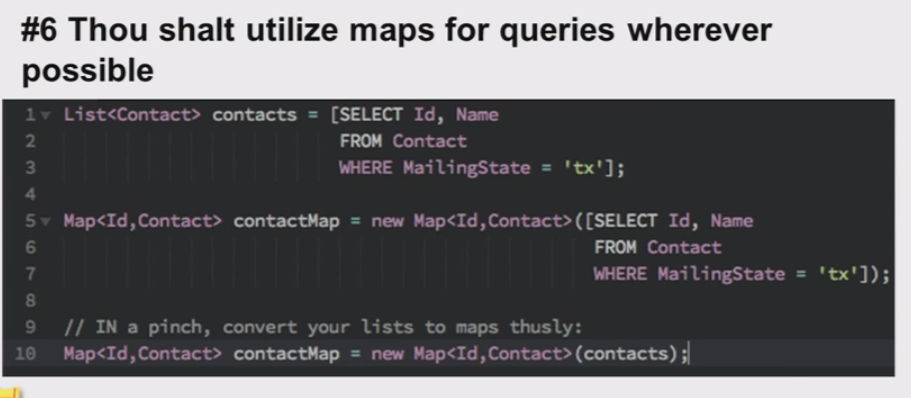 #6 Thou shalt utilize maps for queries wherever
possible
1 List<Contact> contacts = [SELECT Id, Name
2 FROM Contact
3 WHERE MailingState = 'tx'];
4
5 Map<Id,Contact> contactMap = new Map<Id,Contact>([SELECT Id, Name
6 FROM Contact
7 WHERE MailingState = 'tx']);
8
9 // IN a pinch, convert your lists to maps thusly:
10 Map<Id,Contact> contactMap = new Map<Id,Contact>(contacts);